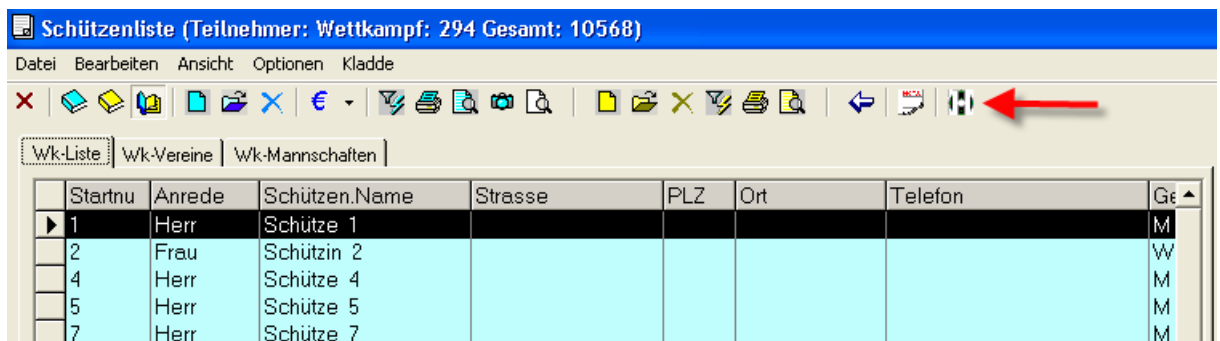 Schützenliste (Teilnehmer: Wettkampf: 294 Gesamt: 10568)
Datei Bearbeiten Ansicht Optionen Kladde
€
Wk-Liste Wk-Vereine Wk-Mannschaften
Startnu Anrede Schützen.Name Strasse PLZ Ort Telefon Ge
1 Herr Schütze 1 M
2 Frau Schützin 2 W
4 Herr Schütze 4 M
5 Herr Schütze 5 M
7 Herr Schütze 7 M